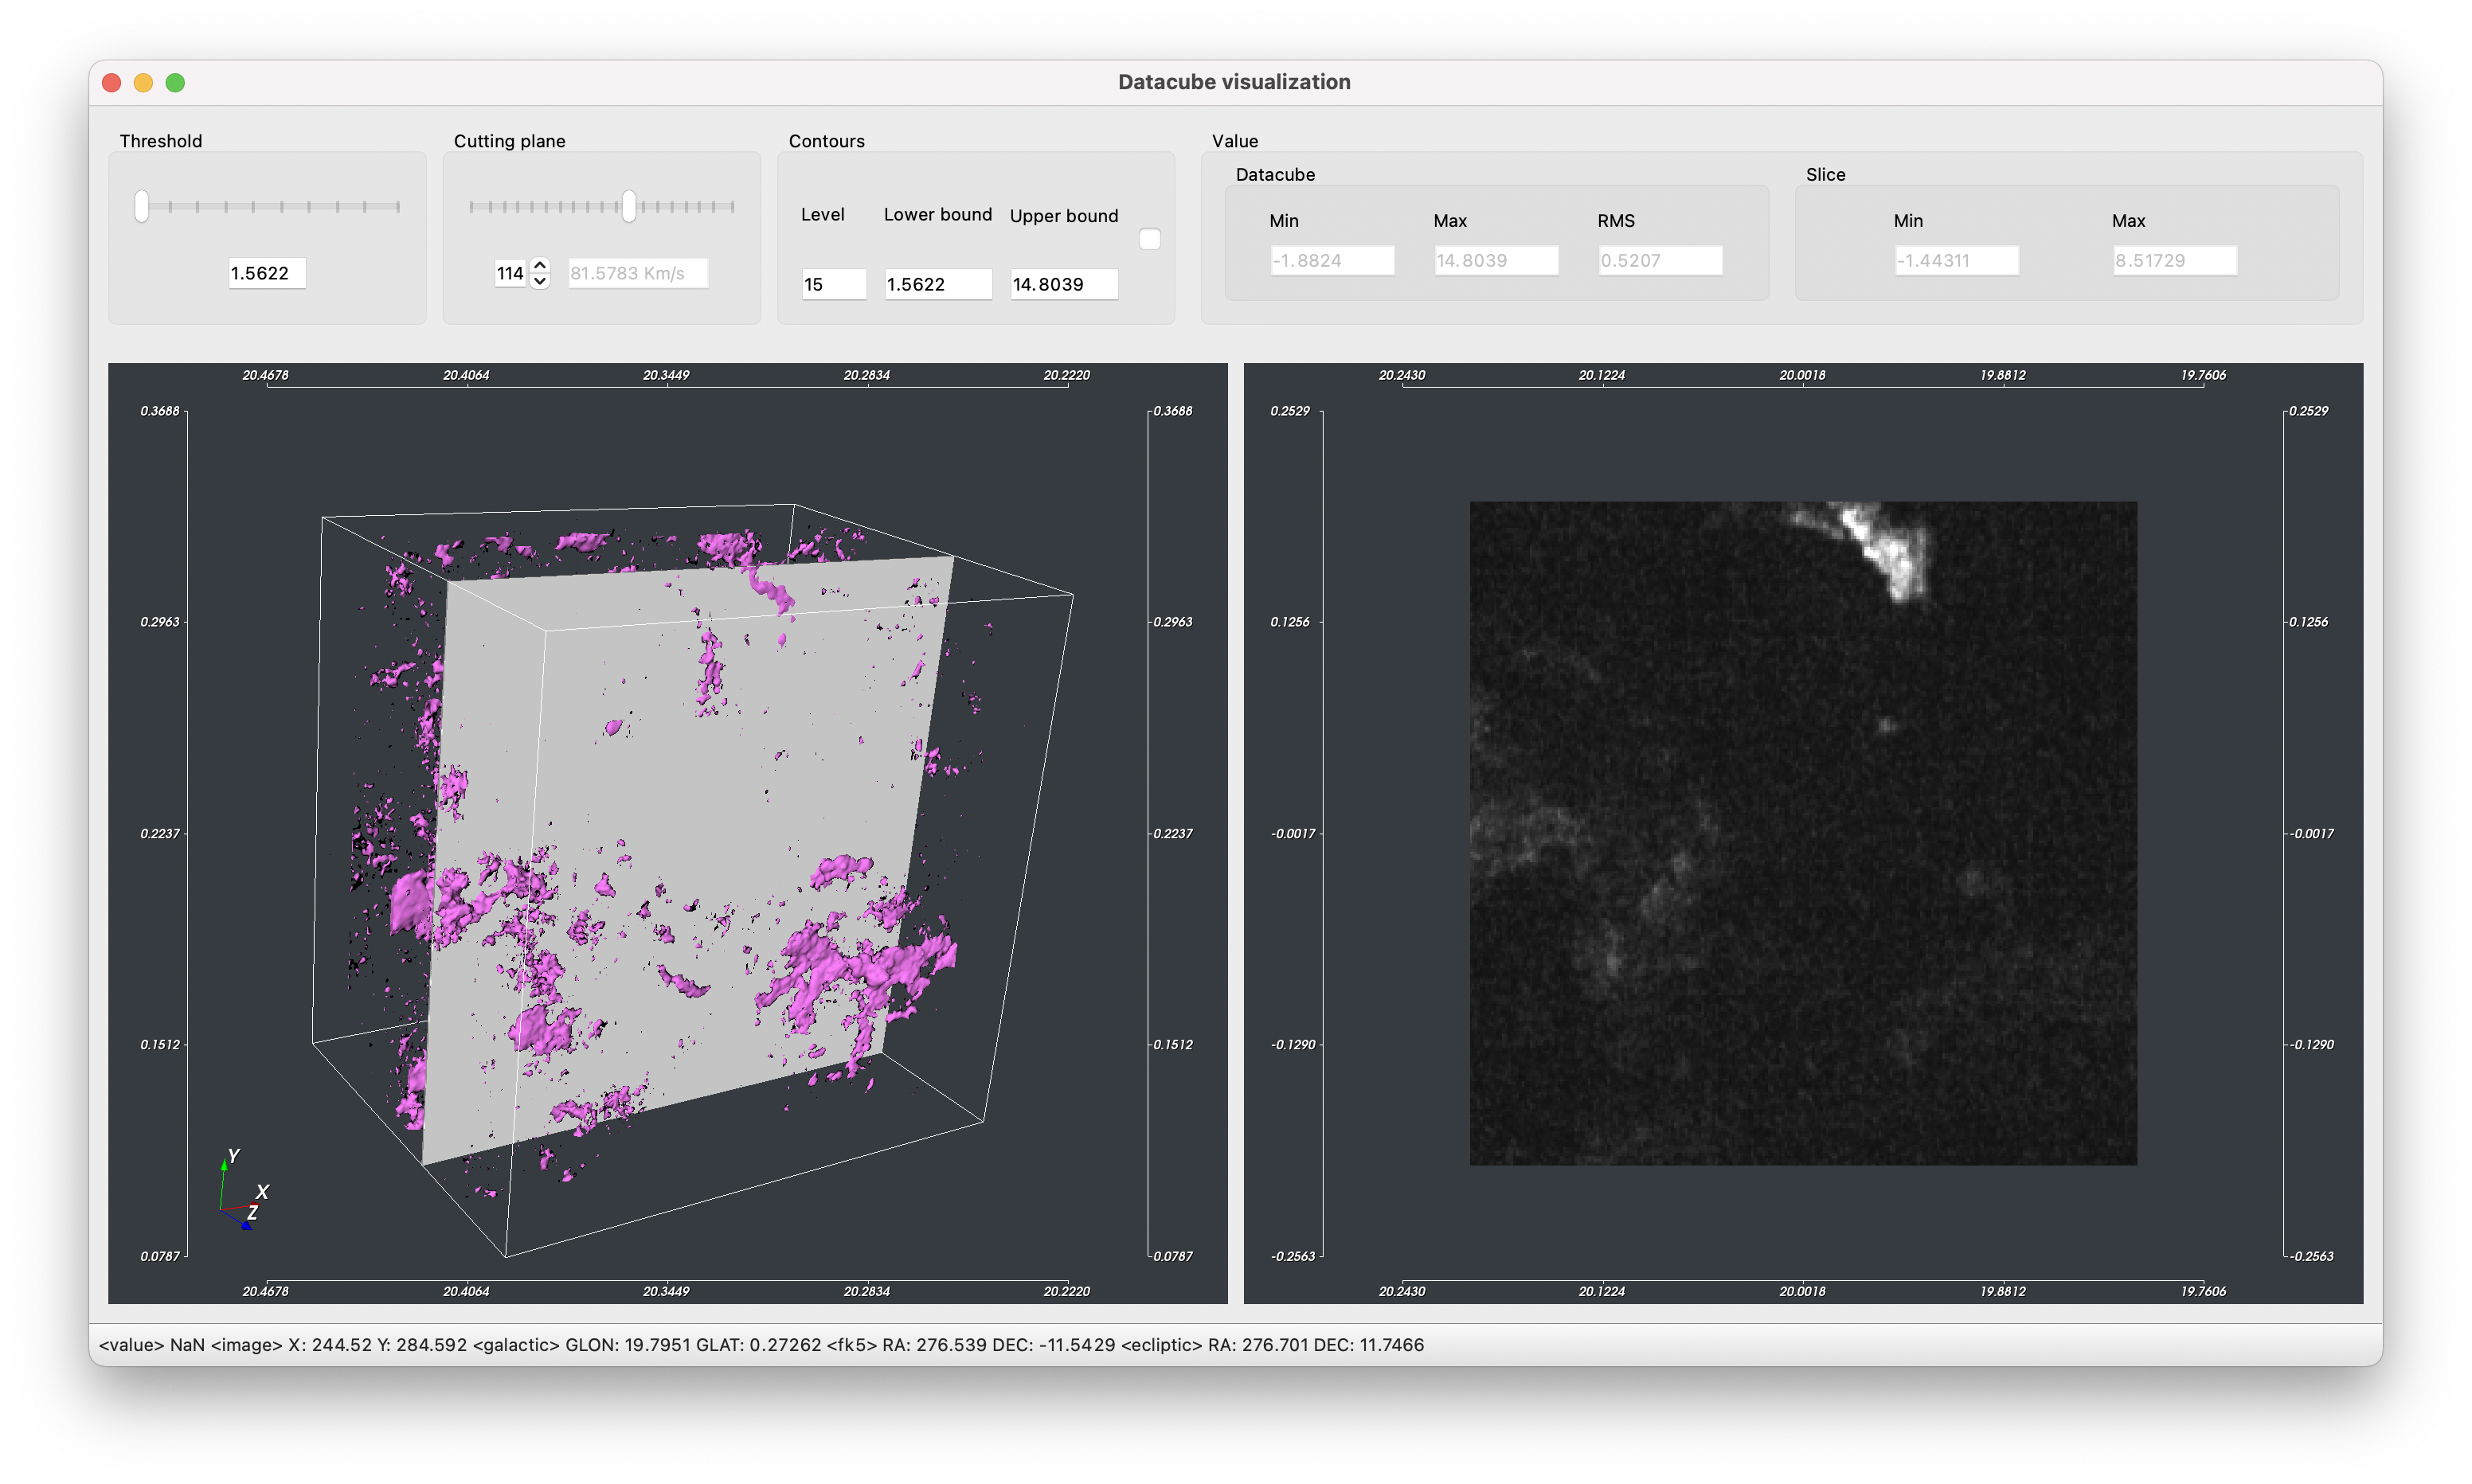 Datacube visualization
Threshold
Cutting plane
Contours
Value
Datacube
Slice
Level
Lower bound
Upper bound
Min
Max
RMS
Min
Max
1.5622
114
81.5783 Km/s
15
1.5622
14.8039
-1.8824
14.8039
0.5207
-1.44311
8.51729
20.4678 20.4064 20.3449 20.2834 20.2220
0.3688 0.3688
0.2963 0.2963
0.2237 0.2237
0.1512 0.1512
0.0787 0.0787
Y
X
Z
20.4678 20.4064 20.3449 20.2834 20.2220
20.2430 20.1224 20.0018 19.8812 19.7606
0.2529 0.2529
0.1256 0.1256
-0.0017 -0.0017
-0.1290 -0.1290
-0.2563 -0.2563
20.2430 20.1224 20.0018 19.8812 19.7606
<value> NaN <image> X: 244.52 Y: 284.592 <galactic> GLON: 19.7951 GLAT: 0.27262 <fk5> RA: 276.539 DEC: -11.5429 <ecliptic> RA: 276.701 DEC: 11.7466